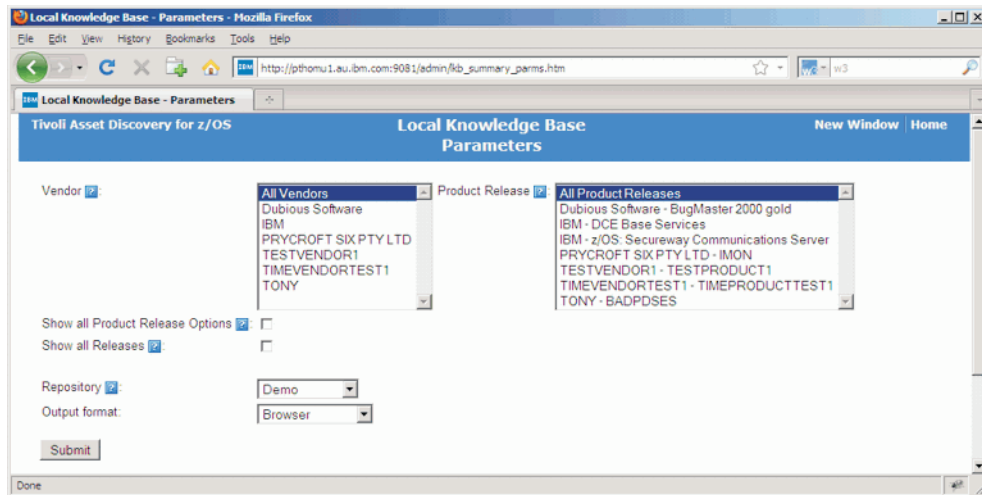 Local Knowledge Base - Parameters - Mozilla Firefox
File Edit View History Bookmarks Tools Help
IBM http://pthomu1.au.ibm.com:9081/admin/kb_summary_parms.htm w3
IBM Local Knowledge Base - Parameters
Tivoli Asset Discovery for z/OS Local Knowledge Base New Window Home
Parameters
Vendor ?:
All Vendors
Dubious Software
IBM
PRYCROFT SIX PTY LTD
TESTVENDOR1
TIMEVENDORTEST1
TONY
Product Release ?:
All Product Releases
Dubious Software - BugMaster 2000 gold
IBM - DCE Base Services
IBM - z/OS: Secureway Communications Server
PRYCROFT SIX PTY LTD - IMON
TESTVENDOR1 - TESTPRODUCT1
TIMEVENDORTEST1 - TIMEPRODUCTTEST1
TONY - BADPDSES
Show all Product Release Options ?:
Show all Releases ?:
Repository ?: Demo
Output format: Browser
Submit
Done